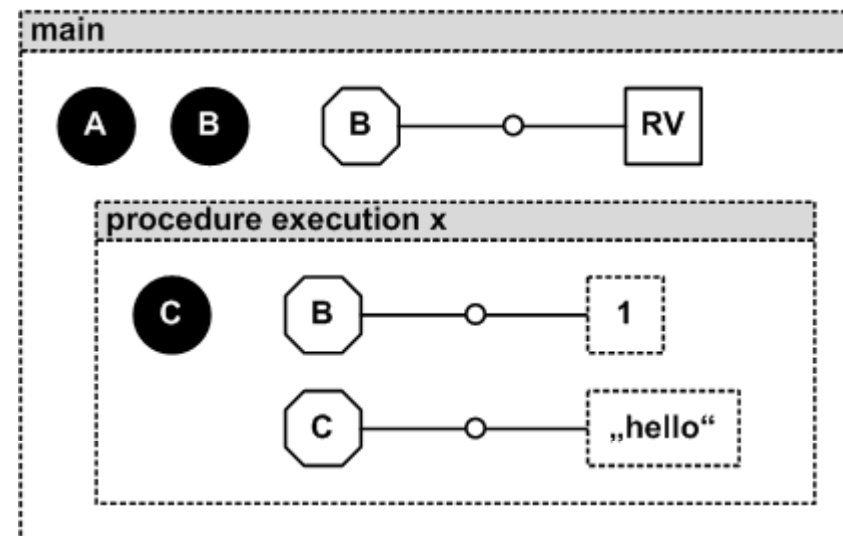 main
A B B RV
procedure execution x
C B 1
C „hello“